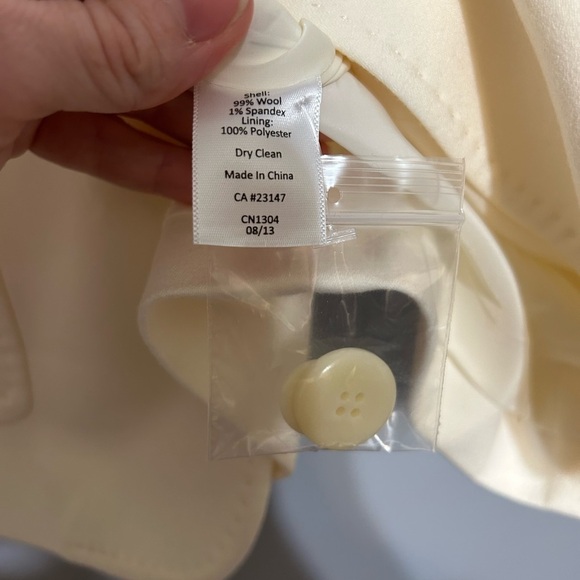 Shell:
99% Wool
1% Spandex
Lining:
100% Polyester
Dry Clean
Made In China
CA #23147
CN1304
08/13